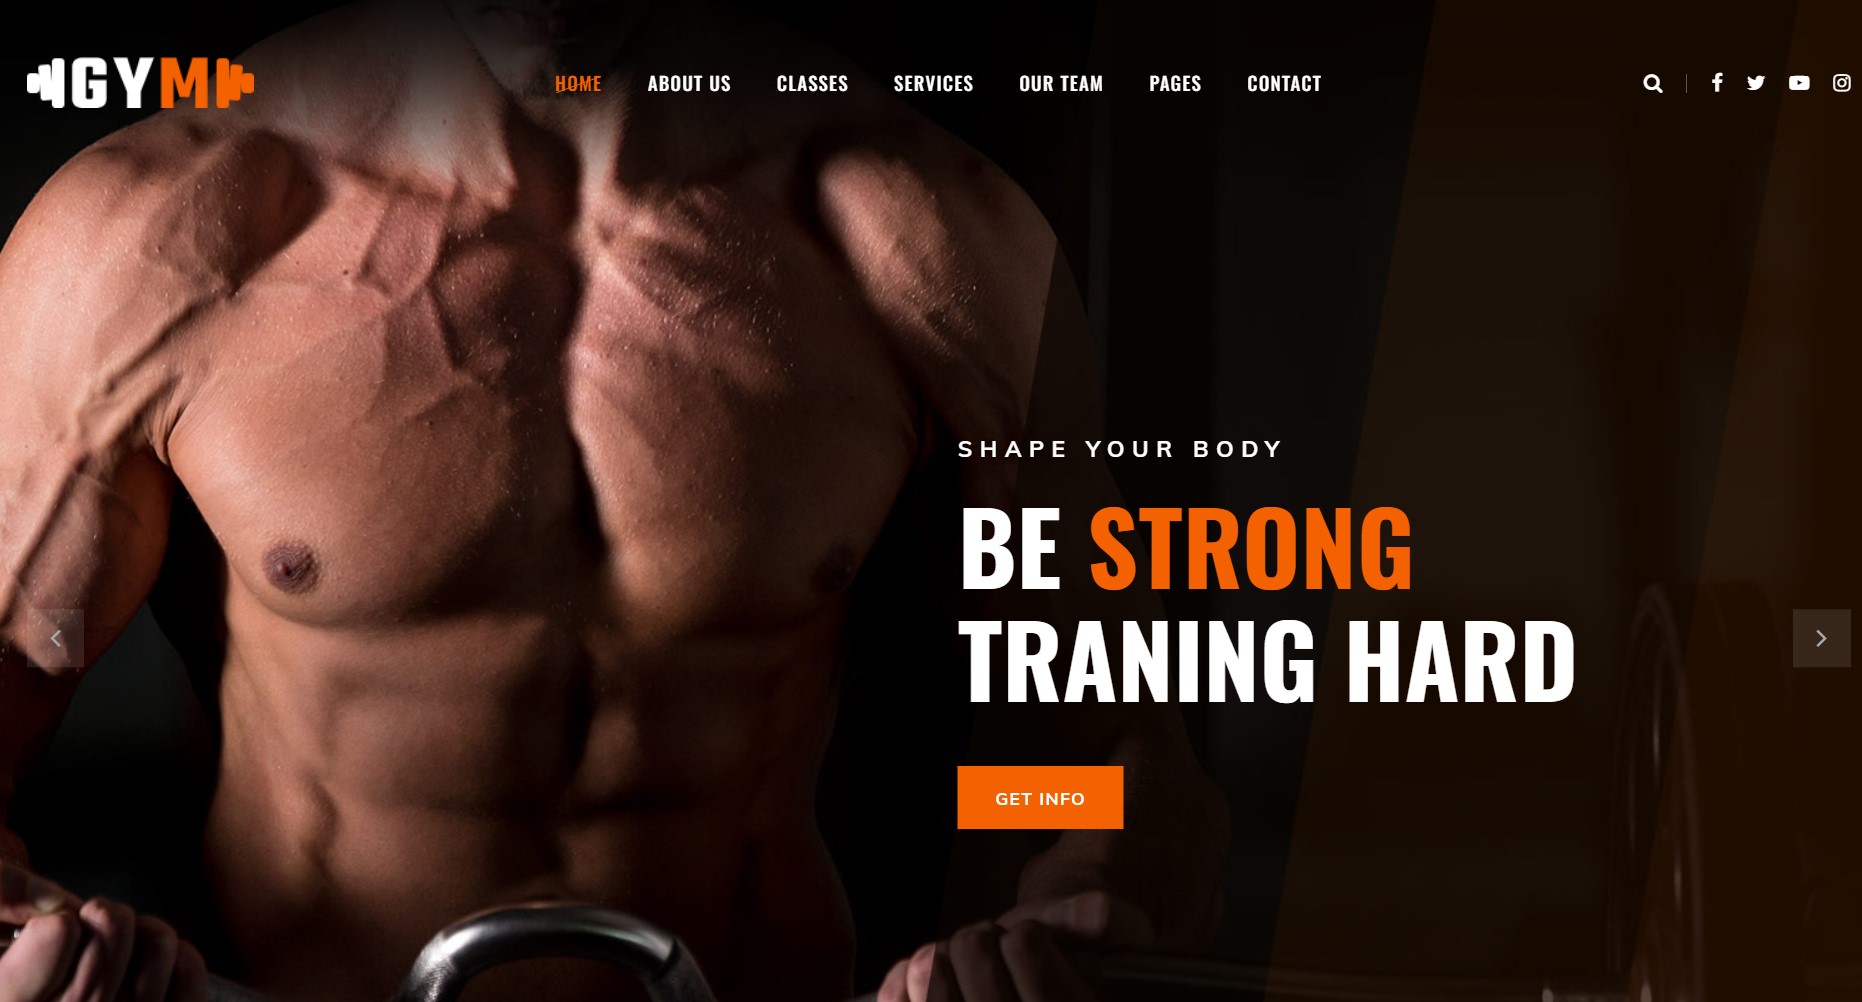 GYM
HOME ABOUT US CLASSES SERVICES OUR TEAM PAGES CONTACT
SHAPE YOUR BODY
BE STRONG
TRANING HARD
GET INFO